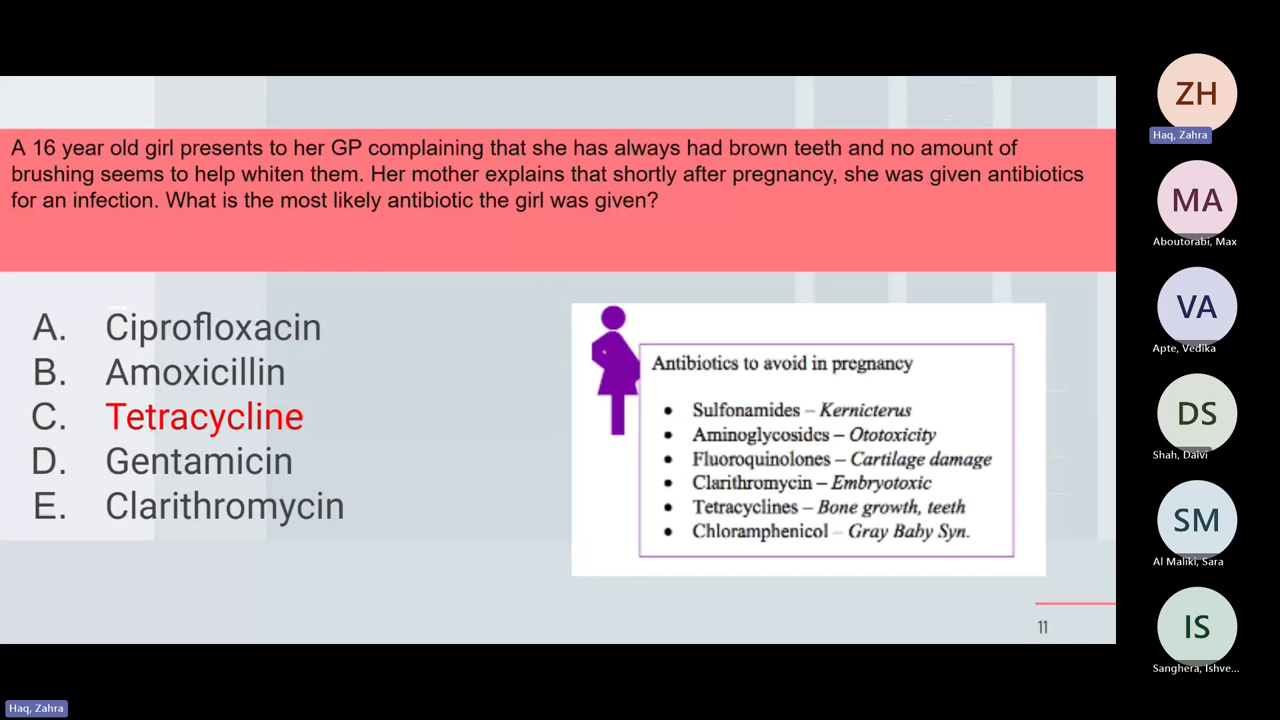 A 16 year old girl presents to her GP complaining that she has always had brown teeth and no amount of
brushing seems to help whiten them. Her mother explains that shortly after pregnancy, she was given antibiotics
for an infection. What is the most likely antibiotic the girl was given?
A. Ciprofloxacin
B. Amoxicillin
C. Tetracycline
D. Gentamicin
E. Clarithromycin
Antibiotics to avoid in pregnancy
• Sulfonamides – Kernicterus
• Aminoglycosides – Ototoxicity
• Fluoroquinolones – Cartilage damage
• Clarithromycin – Embryotoxic
• Tetracyclines – Bone growth, teeth
• Chloramphenicol – Gray Baby Syn.
11
ZH
Haq, Zahra
MA
Aboutorabi, Max
VA
Apte, Vedika
DS
Shah, Daivi
SM
Al Maliki, Sara
IS
Sanghera, Ishve...
Haq, Zahra